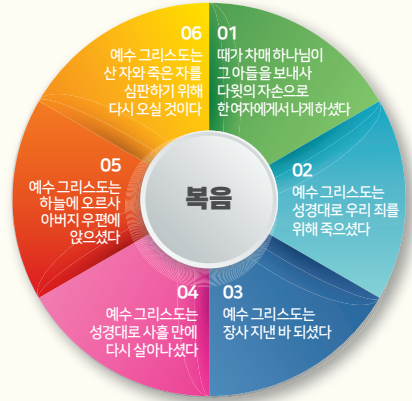 01
때가 차매 하나님이
그 아들을 보내사
다윗의 자손으로
한 여자에게서 나게 하셨다
02
예수 그리스도는
성경대로 우리 죄를
위해 죽으셨다
03
예수 그리스도는
장사 지낸 바 되셨다
04
예수 그리스도는
성경대로 사흘 만에
다시 살아나셨다
05
예수 그리스도는
하늘에 오르사
아버지 우편에
앉으셨다
06
예수 그리스도는
산 자와 죽은 자를
심판하기 위해
다시 오실 것이다
복음